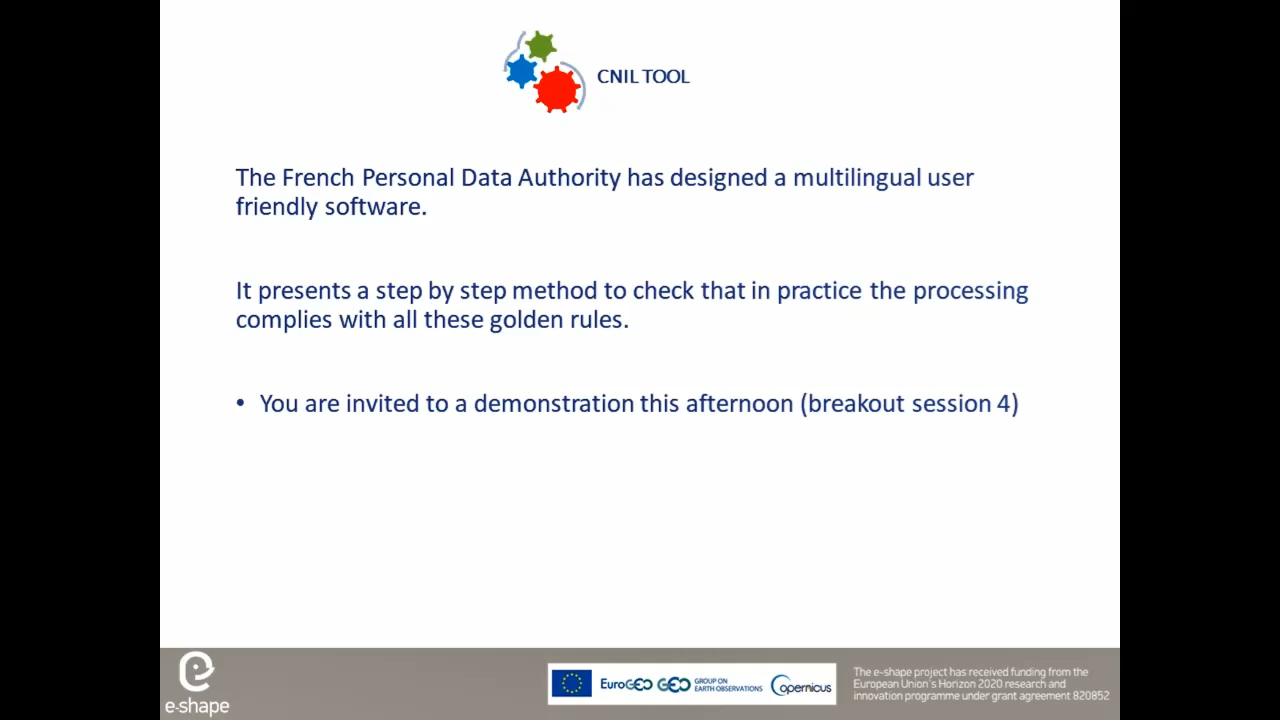 CNIL TOOL
The French Personal Data Authority has designed a multilingual user
friendly software.
It presents a step by step method to check that in practice the processing
complies with all these golden rules.
• You are invited to a demonstration this afternoon (breakout session 4)
e-shape
EuroGEO GEO GROUP ON
EARTH OBSERVATIONS
Copernicus
The e-shape project has received funding from the
European Union's Horizon 2020 research and
innovation programme under grant agreement 820852